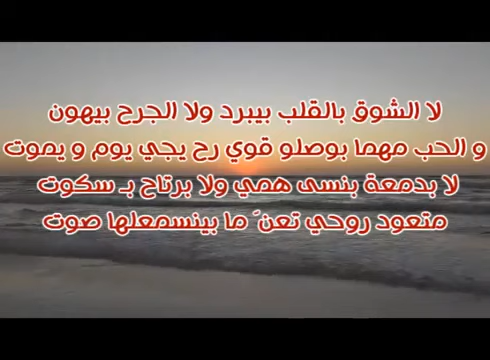 لا الشوق بالقلب بيبرد ولا الجرح بيهون
و الحب مهما بوصلو قوي رح يجي يوم و يموت
لا بدمعة بنسى همي ولا برتاح بـ سكوت
متعود روحي تعنّ ما بينسمعلها صوت